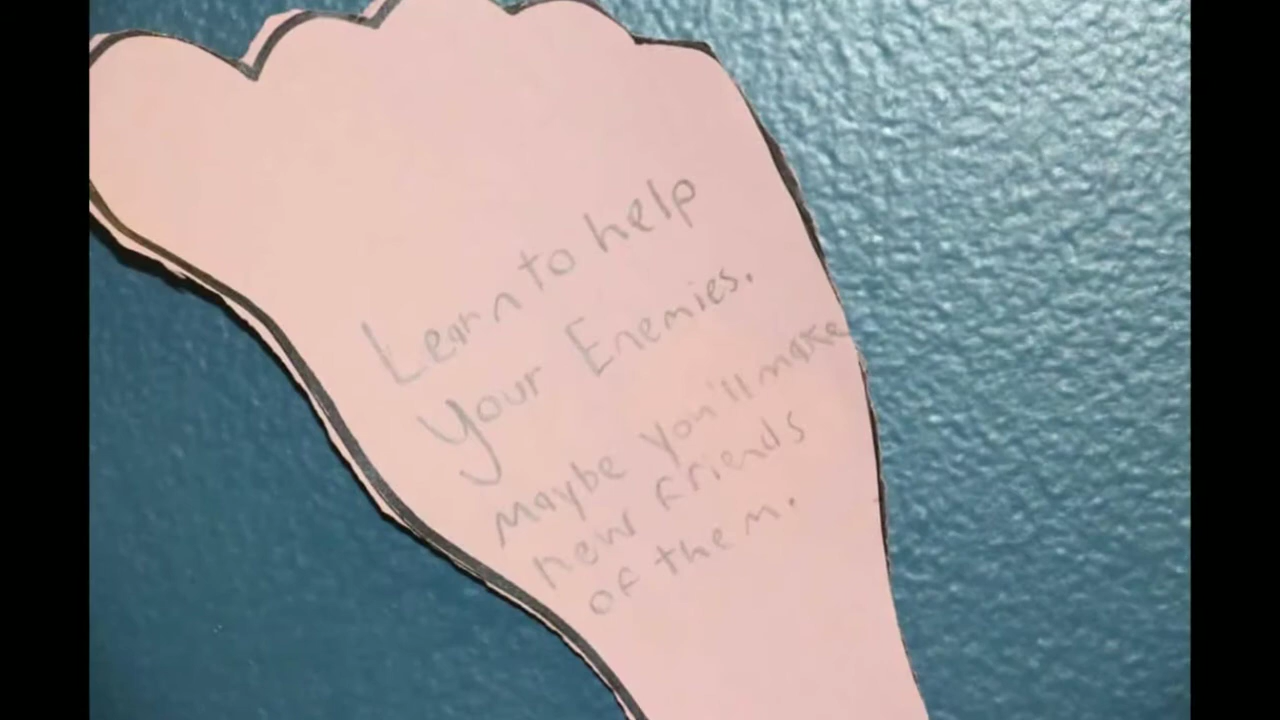 Learn to help
Your Enemies.
Maybe you'll make
new friends
of them.